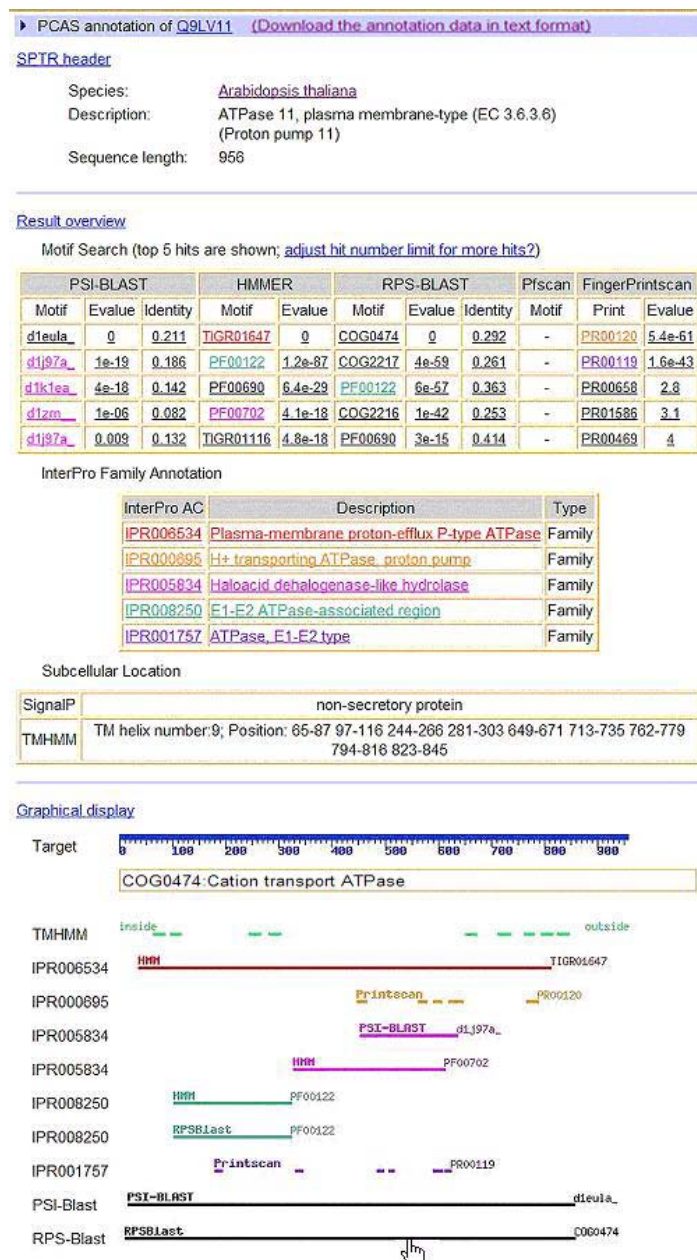 PCAS annotation of Q9LV11 (Download the annotation data in text format)
SPTR header
Species: Arabidopsis thaliana
Description: ATPase 11, plasma membrane-type (EC 3.6.3.6)
(Proton pump 11)
Sequence length: 956
Result overview
Motif Search (top 5 hits are shown; adjust hit number limit for more hits?)
PSI-BLAST HMMER RPS-BLAST Pfscan FingerPrintscan
Motif Evalue Identity Motif Evalue Motif Evalue Identity Motif Print Evalue
d1eula_ 0 0.211 TIGR01647 0 COG0474 0 0.292 - PR00120 5.4e-61
d1j97a_ 1e-19 0.186 PF00122 1.2e-87 COG2217 4e-59 0.261 - PR00119 1.6e-43
d1k1ea_ 4e-18 0.142 PF00690 6.4e-29 PF00122 6e-57 0.363 - PR00658 2.8
d1zrn__ 1e-06 0.082 PF00702 4.1e-18 COG2216 1e-42 0.253 - PR01586 3.1
d1j97a_ 0.009 0.132 TIGR01116 4.8e-18 PF00690 3e-15 0.414 - PR00469 4
InterPro Family Annotation
InterPro AC Description Type
IPR006534 Plasma-membrane proton-efflux P-type ATPase Family
IPR000695 H+ transporting ATPase, proton pump Family
IPR005834 Haloacid dehalogenase-like hydrolase Family
IPR008250 E1-E2 ATPase-associated region Family
IPR001757 ATPase, E1-E2 type Family
Subcellular Location
SignalP non-secretory protein
TMHMM TM helix number:9; Position: 65-87 97-116 244-266 281-303 649-671 713-735 762-779
794-816 823-845
Graphical display
Target 0 100 200 300 400 500 600 700 800 900
COG0474:Cation transport ATPase
TMHMM inside outside
IPR006534 HMM TIGR01647
IPR000695 Printscan PR00120
IPR005834 PSI-BLAST d1j97a_
IPR005834 HMM PF00702
IPR008250 HMM PF00122
IPR008250 RPSBlast PF00122
IPR001757 Printscan PR00119
PSI-Blast PSI-BLAST d1eula_
RPS-Blast RPSBlast COG0474